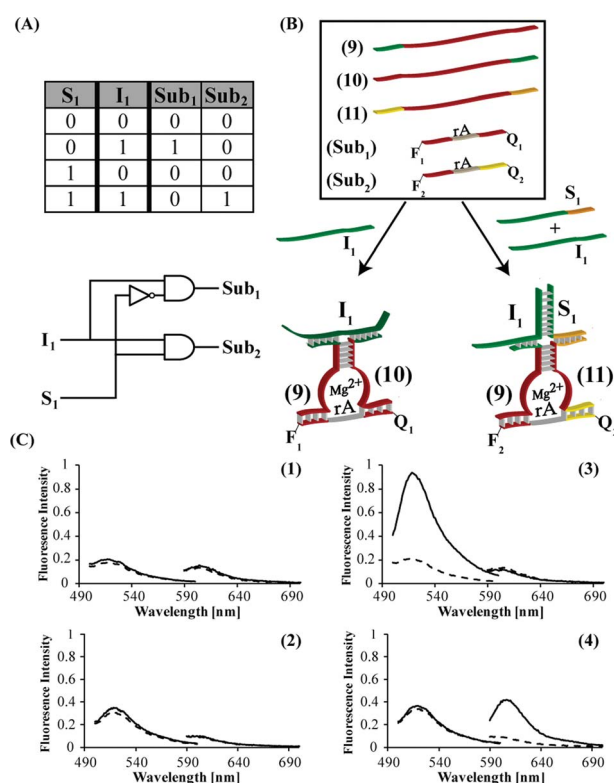 (A)
S1 I1 Sub1 Sub2
0 0 0 0
0 1 1 0
1 0 0 0
1 1 0 1
I1
S1
Sub1
Sub2
(B)
(9)
(10)
(11)
(Sub1)
rA
F1
Q1
(Sub2)
rA
F2
Q2
I1
S1
+
I1
I1
(9)
(10)
Mg2+
rA
F1
Q1
I1
S1
(9)
(11)
Mg2+
rA
F2
(C)
(1)
Fluoresence Intensity
1
0.8
0.6
0.4
0.2
0
490 540 590 640 690
Wavelength [nm]
(3)
Fluoresence Intensity
1
0.8
0.6
0.4
0.2
0
490 540 590 640 690
Wavelength [nm]
(2)
Fluoresence Intensity
1
0.8
0.6
0.4
0.2
0
490 540 590 640 690
Wavelength [nm]
(4)
Fluoresence Intensity
1
0.8
0.6
0.4
0.2
0
490 540 590 640 690
Wavelength [nm]